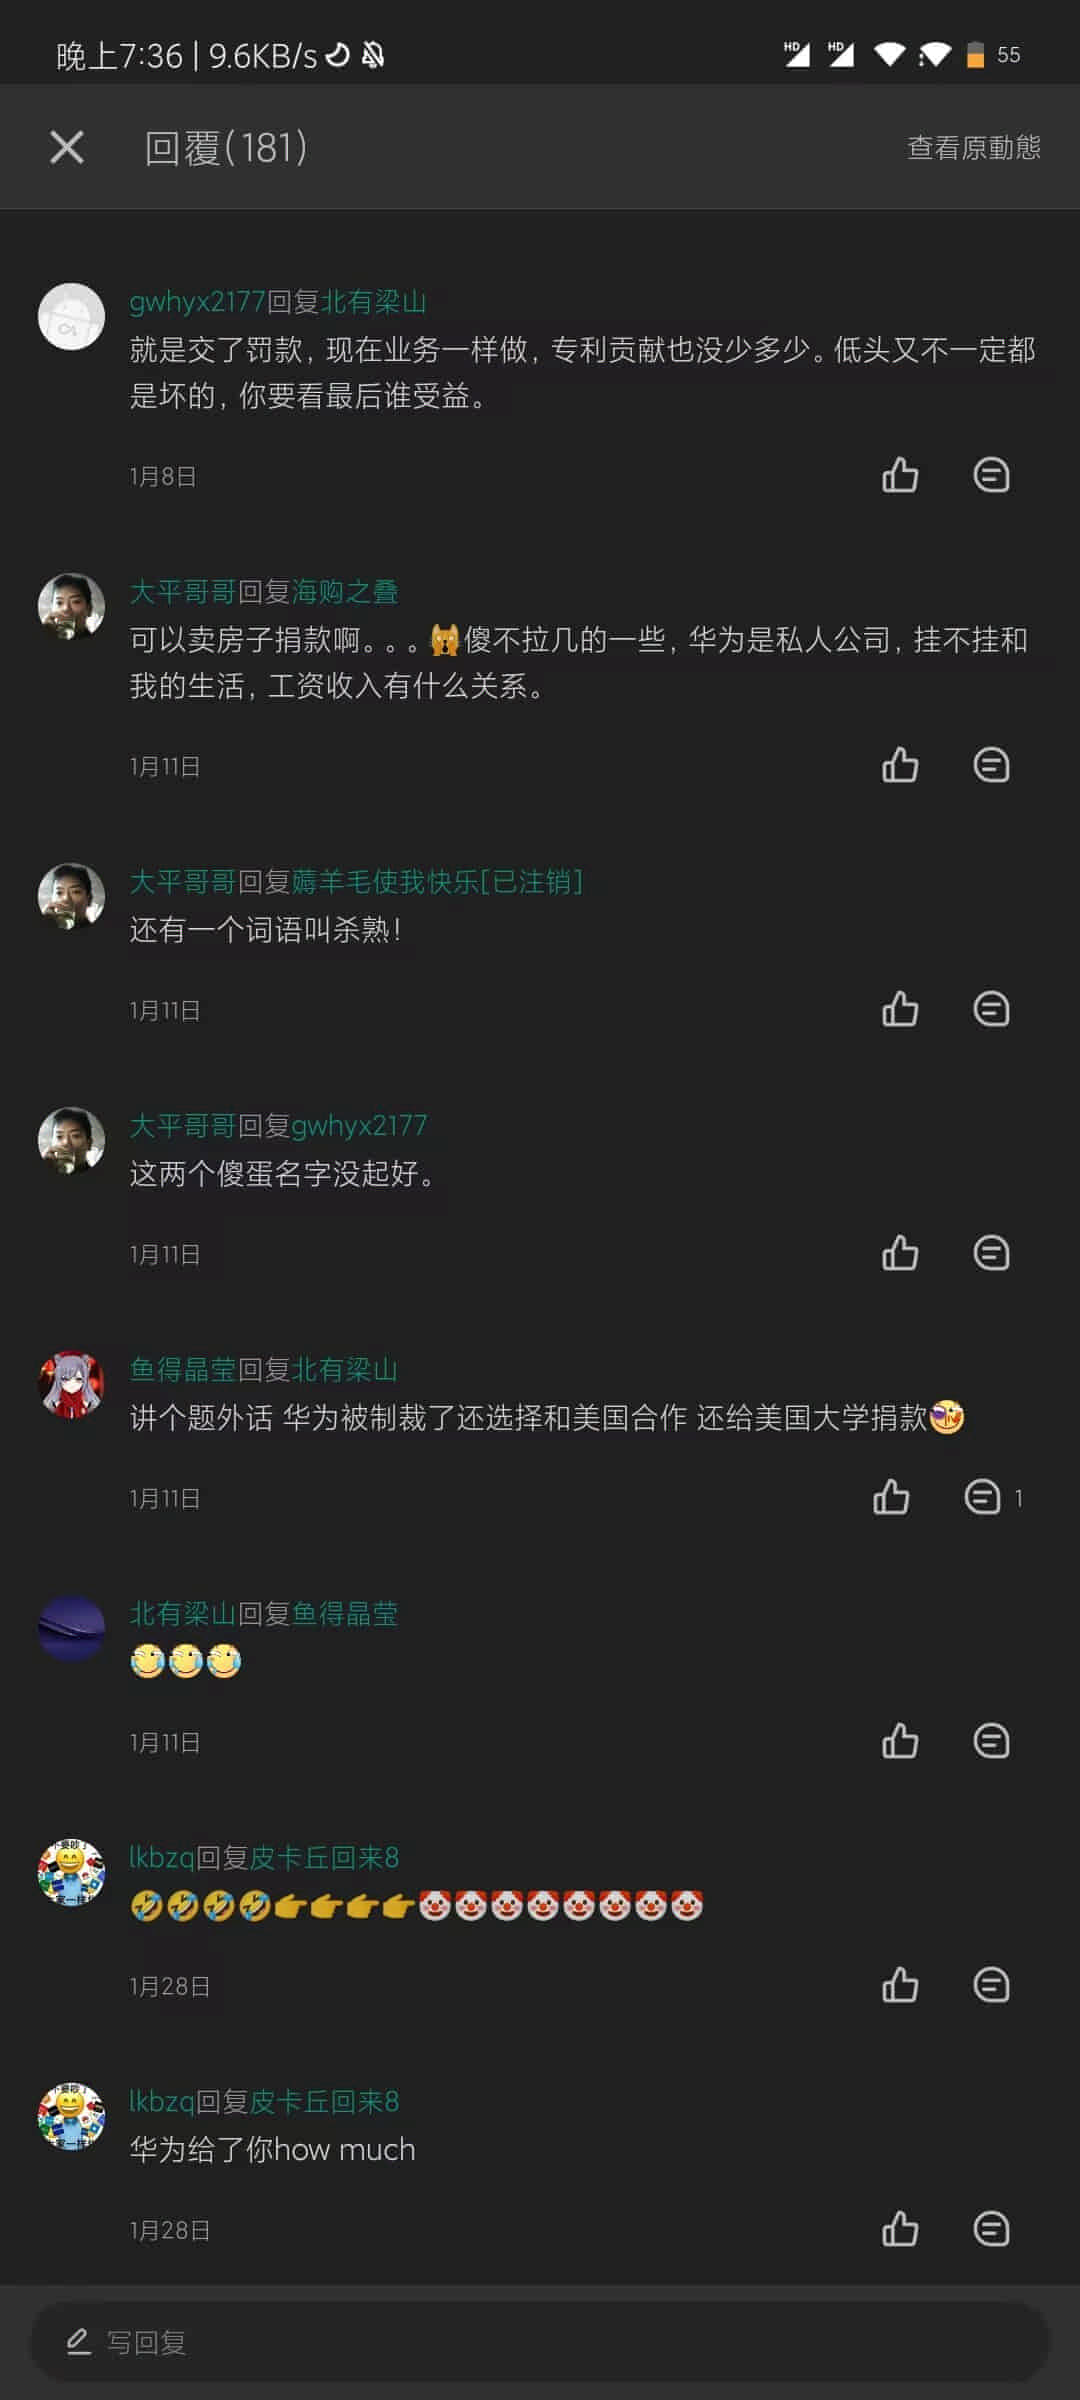 晚上7:36 | 9.6KB/s
HD HD 55
回覆(181)
查看原動態
gwhyx2177回复北有梁山
就是交了罚款，现在业务一样做，专利贡献也没少多少。低头又不一定都
是坏的，你要看最后谁受益。
1月8日
大平哥哥回复海购之叠
可以卖房子捐款啊。。。🙀傻不拉几的一些，华为是私人公司，挂不挂和
我的生活，工资收入有什么关系。
1月11日
大平哥哥回复薅羊毛使我快乐[已注销]
还有一个词语叫杀熟！
1月11日
大平哥哥回复gwhyx2177
这两个傻蛋名字没起好。
1月11日
鱼得晶莹回复北有梁山
讲个题外话 华为被制裁了还选择和美国合作 还给美国大学捐款
1月11日
1
北有梁山回复鱼得晶莹
1月11日
lkbzq回复皮卡丘回来8
🤣🤣🤣🤣👉👉👉👉🤡🤡🤡🤡🤡🤡🤡🤡
1月28日
lkbzq回复皮卡丘回来8
华为给了你how much
1月28日
写回复